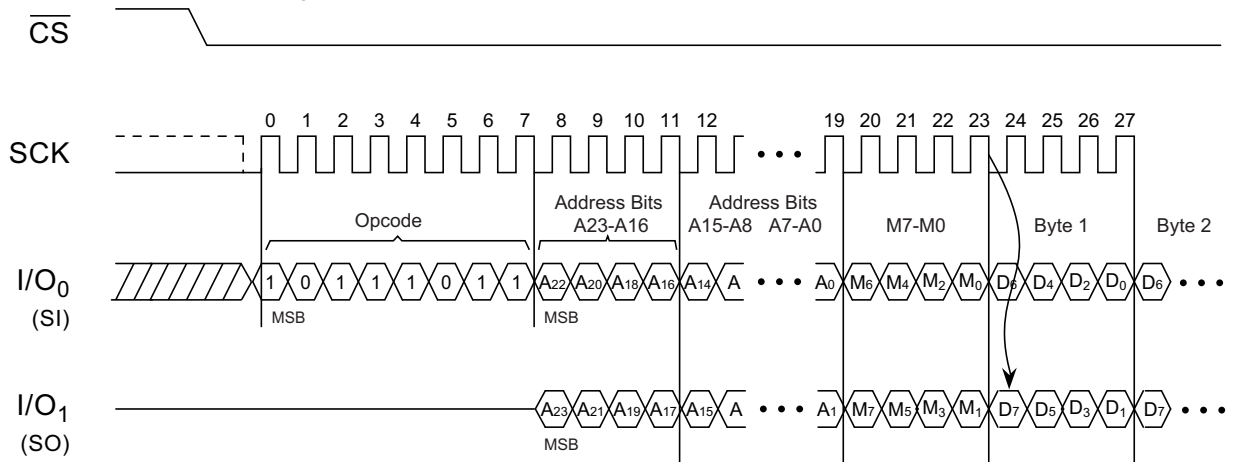 CS
0 1 2 3 4 5 6 7 8 9 10 11 12 19 20 21 22 23 24 25 26 27
SCK • • •
Address Bits Address Bits
Opcode A23-A16 A15-A8 A7-A0 M7-M0 Byte 1 Byte 2
I/O0 1 0 1 1 1 0 1 1 A22 A20 A18 A16 A14 A • • • A0 M6 M4 M2 M0 D6 D4 D2 D0 D6 • • •
(SI) MSB MSB
I/O1 A23 A21 A19 A17 A15 A • • • A1 M7 M5 M3 M1 D7 D5 D3 D1 D7 • • •
(SO) MSB